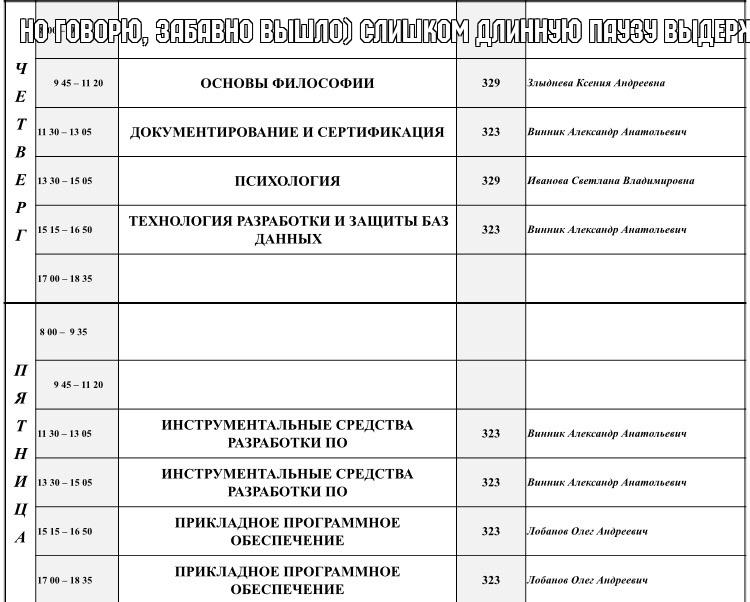 НО ГОВОРЮ, ЗАБАВНО ВЫШЛО) СЛИШКОМ ДЛИННУЮ ПАУЗУ
ЧЕТВЕРГ
9 45 – 11 20 ОСНОВЫ ФИЛОСОФИИ 329 Злыднева Ксения Андреевна
11 30 – 13 05 ДОКУМЕНТИРОВАНИЕ И СЕРТИФИКАЦИЯ 323 Винник Александр Анатольевич
13 30 – 15 05 ПСИХОЛОГИЯ 329 Иванова Светлана Владимировна
15 15 – 16 50 ТЕХНОЛОГИЯ РАЗРАБОТКИ И ЗАЩИТЫ БАЗ 323 Винник Александр Анатольевич
ДАННЫХ
17 00 – 18 35
ПЯТНИЦА
8 00 – 9 35
9 45 – 11 20
11 30 – 13 05 ИНСТРУМЕНТАЛЬНЫЕ СРЕДСТВА 323 Винник Александр Анатольевич
РАЗРАБОТКИ ПО
13 30 – 15 05 ИНСТРУМЕНТАЛЬНЫЕ СРЕДСТВА 323 Винник Александр Анатольевич
РАЗРАБОТКИ ПО
15 15 – 16 50 ПРИКЛАДНОЕ ПРОГРАММНОЕ 323 Лобанов Олег Андреевич
ОБЕСПЕЧЕНИЕ
17 00 – 18 35 ПРИКЛАДНОЕ ПРОГРАММНОЕ 323 Лобанов Олег Андреевич
ОБЕСПЕЧЕНИЕ